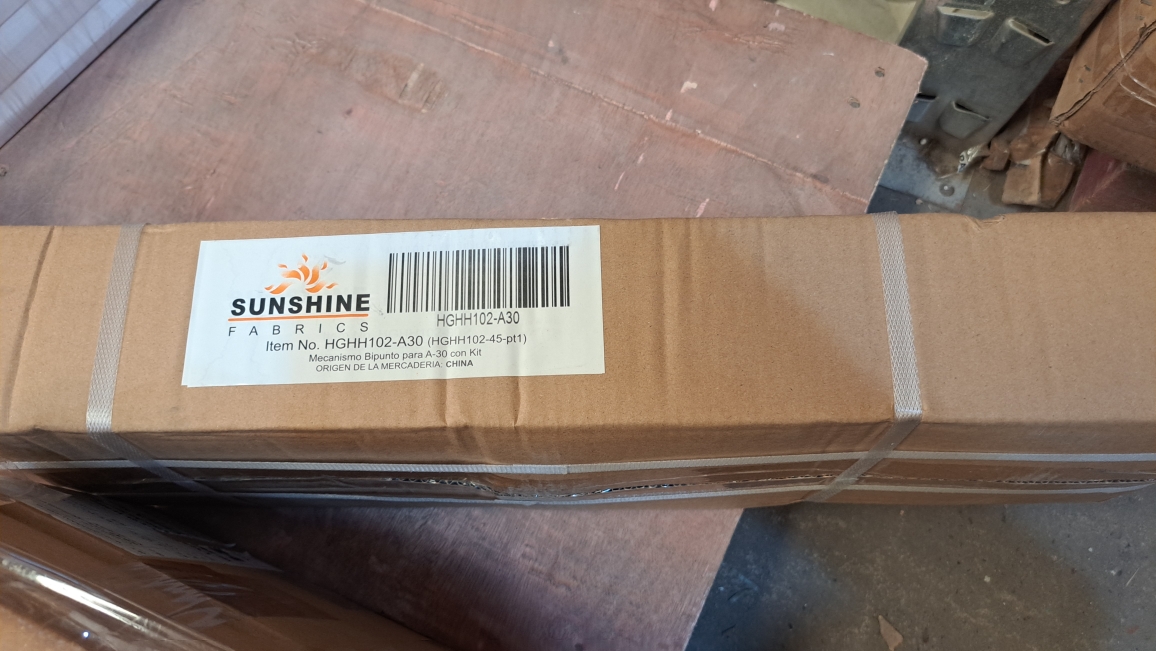 SUNSHINE
FABRICS
HGHH102-A30
Item No. HGHH102-A30 (HGHH102-45-pt1)
Mecanismo Bipunto para A-30 con Kit
ORIGEN DE LA MERCADERIA: CHINA